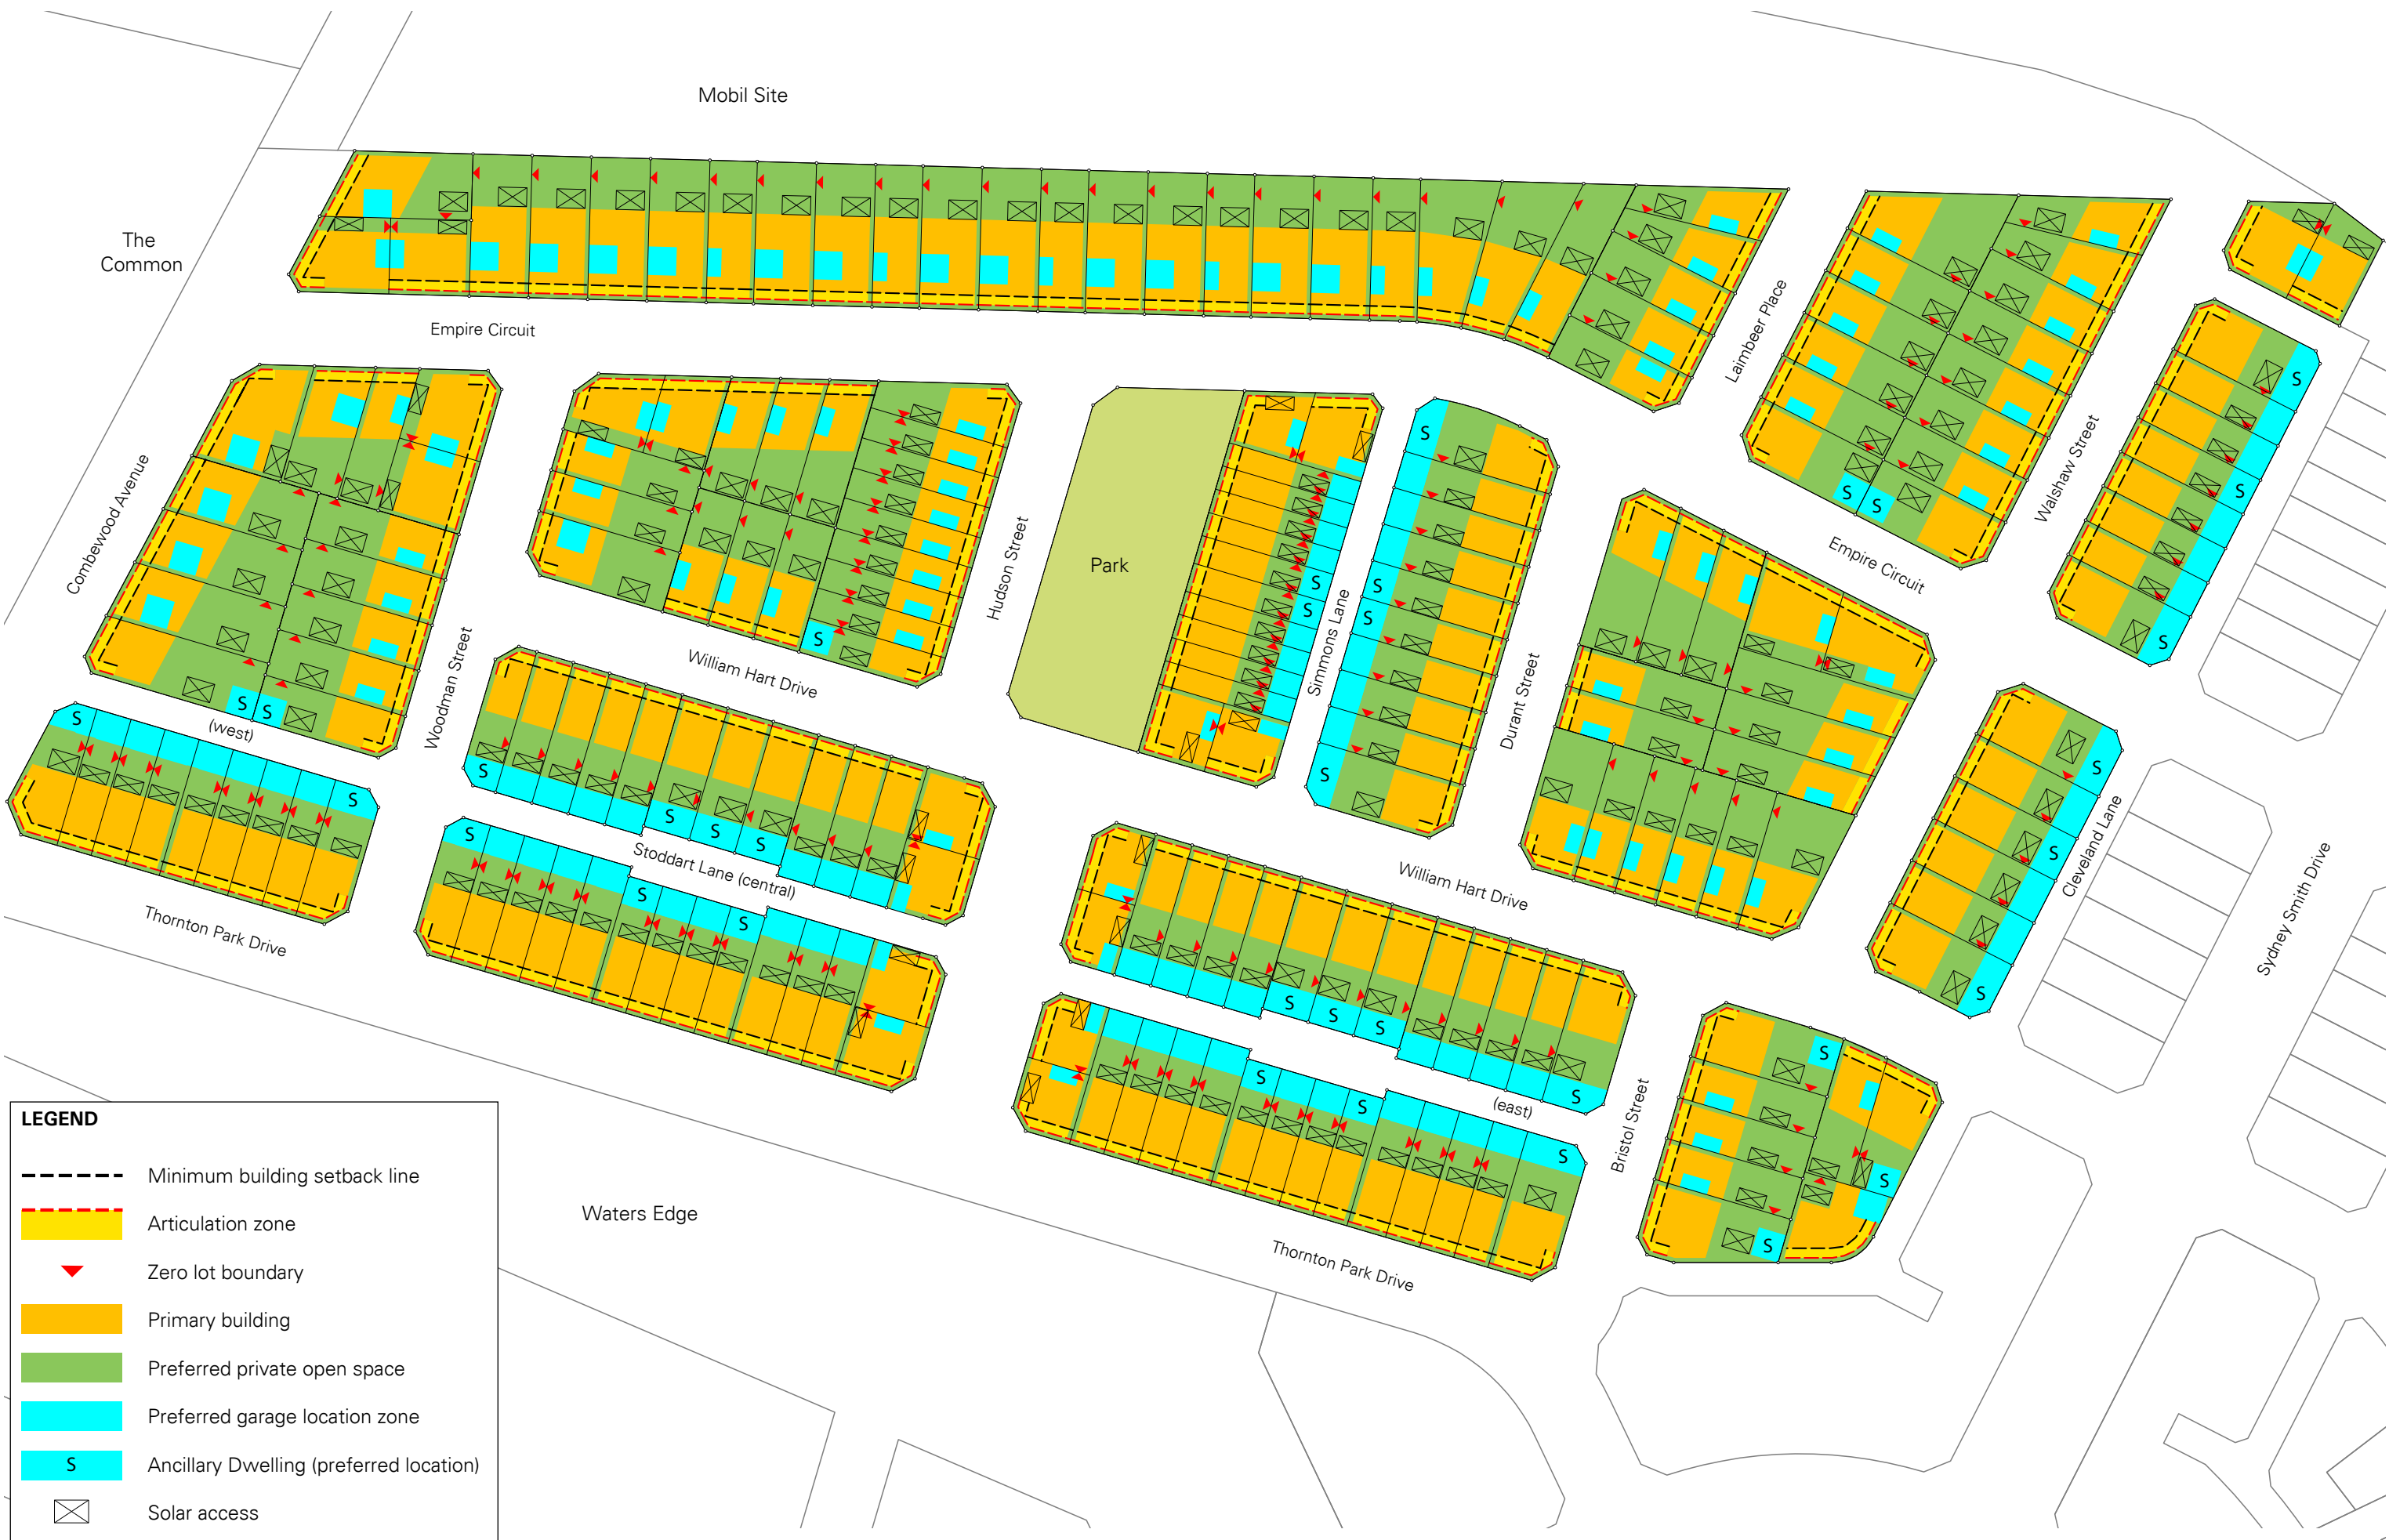 Mobil Site
The
Common
Empire Circuit
Laimbeer Place
S
S
Combewood Avenue
Hudson Street
Park
Walshaw Street
S
Empire Circuit
S
S
S
S
S
Simmons Lane
S
S
William Hart Drive
S
Woodman Street
S
S
S
(west)
Durant Street
S
S
S
S
S
S
S
S
Cleveland Lane
S
Stoddart Lane (central)
William Hart Drive
Sydney Smith Drive
Thornton Park Drive
S
S
S
S
S
S
S
S
S
S
(east)
S
S
S
Bristol Street
S
S
Waters Edge
Thornton Park Drive
LEGEND
Minimum building setback line
Articulation zone
Zero lot boundary
Primary building
Preferred private open space
Preferred garage location zone
S Ancillary Dwelling (preferred location)
Solar access